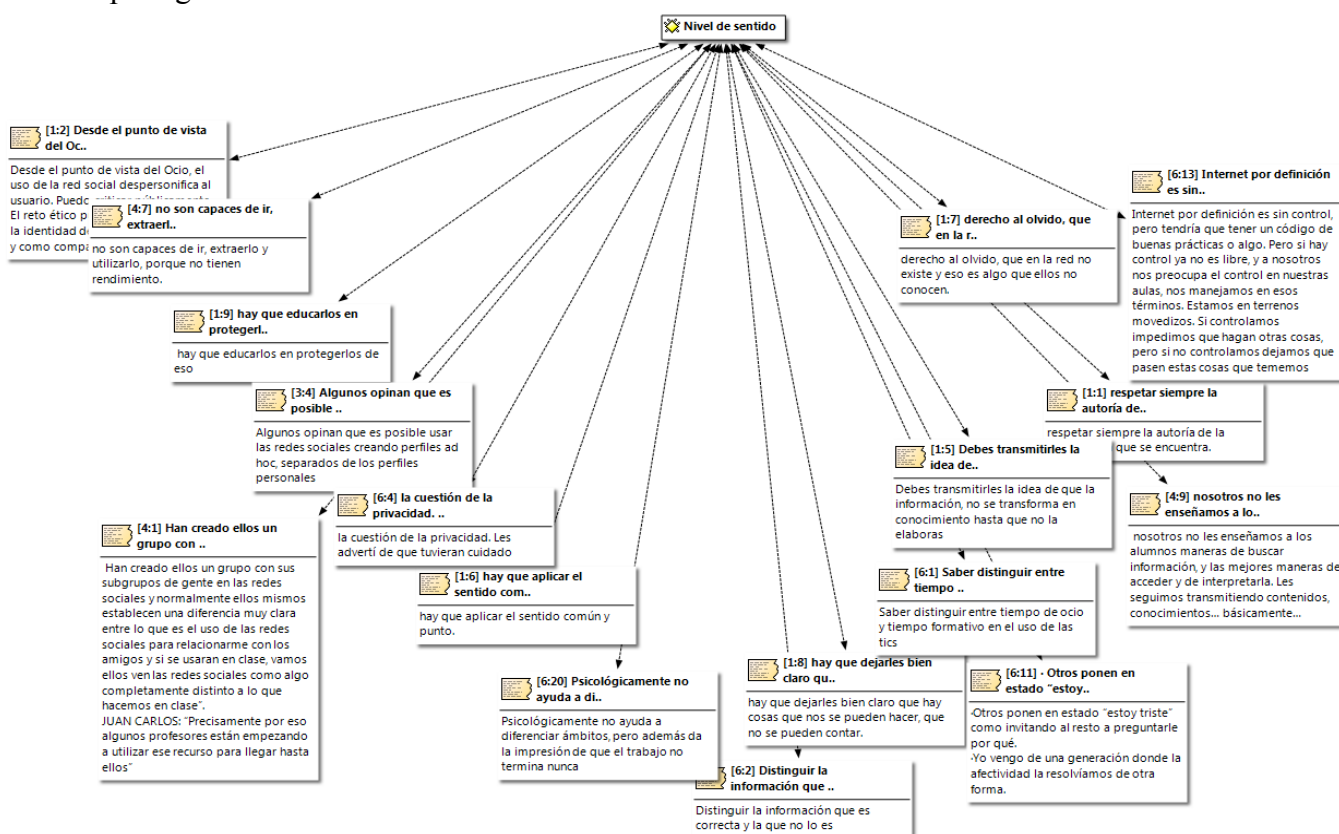 Nivel de sentido
[1:2] Desde el punto de vista
del Oc..
Desde el punto de vista del Ocio, el
uso de la red social despersonifica al
usuario. Puedo
El reto ético
la identidad
y como
[4:7] no son capaces de ir,
extraerl..
no son capaces de ir, extraerlo y
utilizarlo, porque no tienen
rendimiento.
[1:9] hay que educarlos en
protegerl..
hay que educarlos en protegerlos de
eso
[3:4] Algunos opinan que es
posible ..
Algunos opinan que es posible usar
las redes sociales creando perfiles ad
hoc, separados de los perfiles
personales
[6:4] la cuestión de la
privacidad. ..
la cuestión de la privacidad. Les
advertí de que tuvieran cuidado
[4:1] Han creado ellos un
grupo con ..
Han creado ellos un grupo con sus
subgrupos de gente en las redes
sociales y normalmente ellos mismos
establecen una diferencia muy clara
entre lo que es el uso de las redes
sociales para relacionarme con los
amigos y si se usaran en clase, vamos
ellos ven las redes sociales como algo
completamente distinto a lo que
hacemos en clase".
JUAN CARLOS: "Precisamente por eso
algunos profesores están empezando
a utilizar ese recurso para llegar hasta
ellos"
[1:6] hay que aplicar el
sentido com..
hay que aplicar el sentido común y
punto.
[6:20] Psicológicamente no
ayuda a di..
Psicológicamente no ayuda a
diferenciar ámbitos, pero además da
la impresión de que el trabajo no
termina nunca
[1:8] hay que dejarles bien
claro qu..
hay que dejarles bien claro que hay
cosas que nos se pueden hacer, que
no se pueden contar.
[6:2] Distinguir la
información que ..
Distinguir la información que es
correcta y la que no lo es
[1:7] derecho al olvido, que
en la r..
derecho al olvido, que en la red no
existe y eso es algo que ellos no
conocen.
[6:13] Internet por definición
es sin..
Internet por definición es sin control,
pero tendría que tener un código de
buenas prácticas o algo. Pero si hay
control ya no es libre, y a nosotros
nos preocupa el control en nuestras
aulas, nos manejamos en esos
términos. Estamos en terrenos
movedizos. Si controlamos
impedimos que hagan otras cosas,
pero si no controlamos dejamos que
pasen estas cosas que tememos
[1:1] respetar siempre la
autoría de..
respetar siempre la autoría de la
que se encuentra.
[1:5] Debes transmitirles la
idea de..
Debes transmitirles la idea de que la
información, no se transforma en
conocimiento hasta que no la
elaboras
[4:9] nosotros no les
enseñamos a lo..
nosotros no les enseñamos a los
alumnos maneras de buscar
información, y las mejores maneras de
acceder y de interpretarla. Les
seguimos transmitiendo contenidos,
conocimientos... básicamente...
[6:1] Saber distinguir entre
tiempo ..
Saber distinguir entre tiempo de ocio
y tiempo formativo en el uso de las
tics
[6:11] · Otros ponen en
estado "estoy..
·Otros ponen en estado "estoy triste"
como invitando al resto a preguntarle
por qué.
·Yo vengo de una generación donde la
afectividad la resolvíamos de otra
forma.